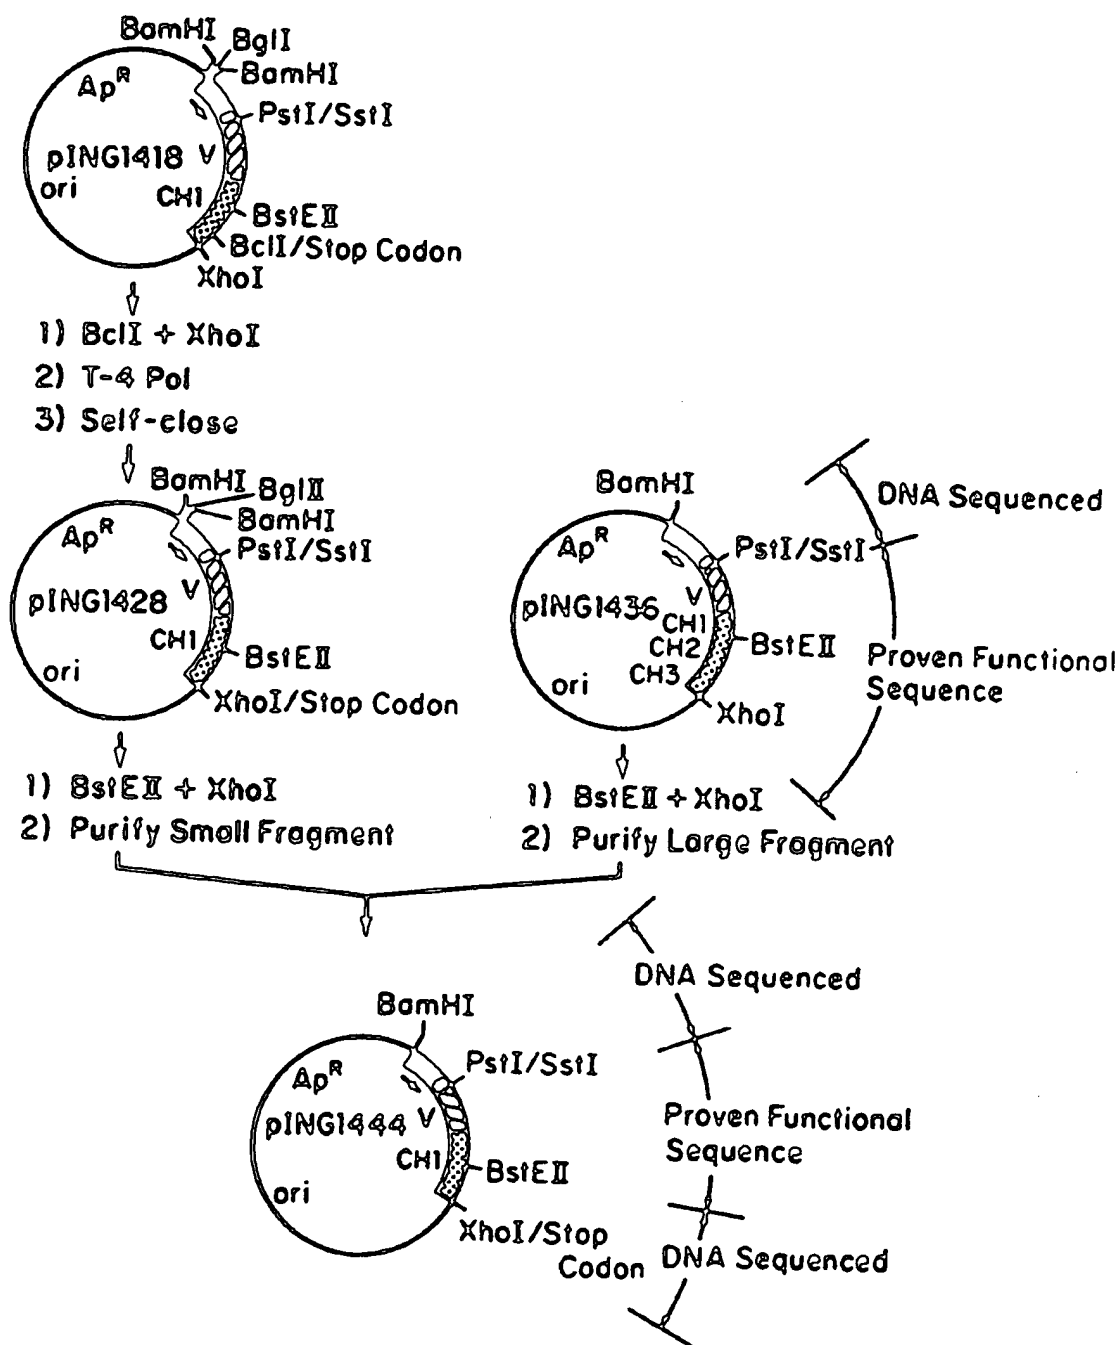 BamHI
BglI
BamHI
Ap^R
PstI/SstI
pING1418 V
ori
CH1
BstEII
BclI/Stop Codon
XhoI
1) BclI + XhoI
2) T-4 Pol
3) Self-close
BamHI
BglII
BamHI
Ap^R
PstI/SstI
pING1428 V
CH1
BstEII
ori
XhoI/Stop Codon
1) BstEII + XhoI
2) Purify Small Fragment
BamHI
Ap^R
PstI/SstI
V
pING1436
CH1
CH2
CH3
BstEII
ori
XhoI
DNA Sequenced
Proven Functional
Sequence
1) BstEII + XhoI
2) Purify Large Fragment
BamHI
Ap^R
PstI/SstI
pING1444 V
CH1
BstEII
ori
XhoI/Stop
Codon
DNA Sequenced
Proven Functional
Sequence
DNA Sequenced